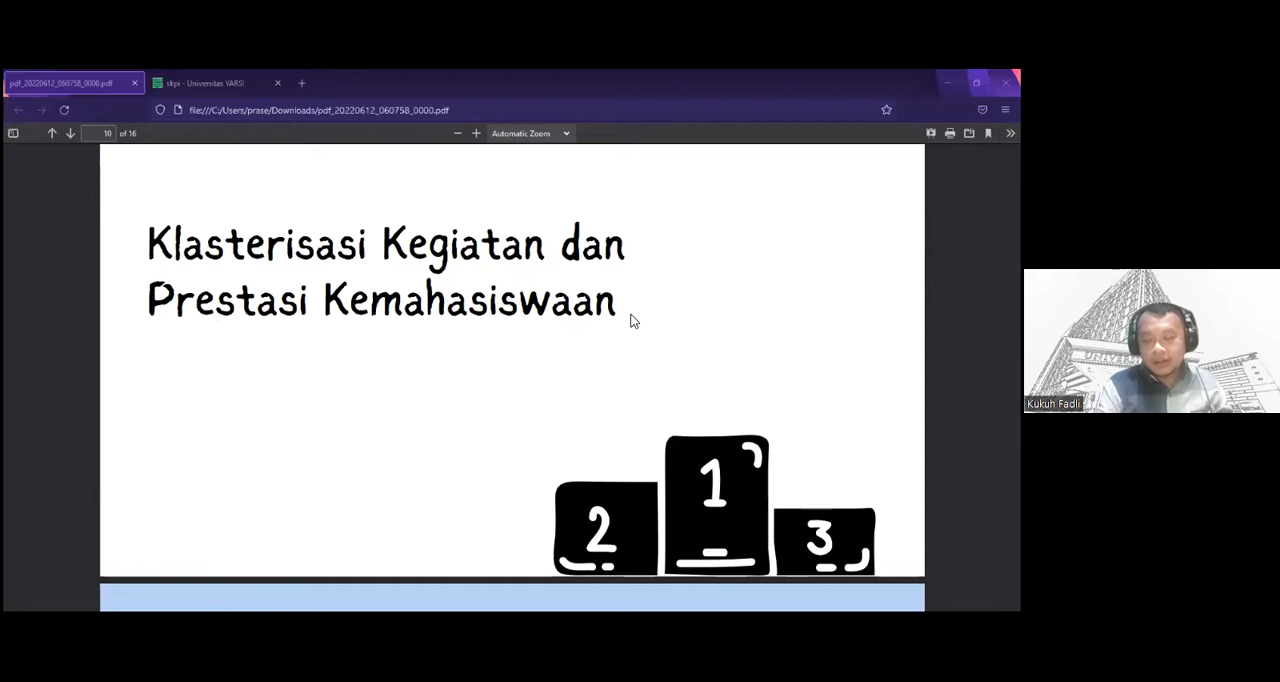 pdf_20220612_060758_0000.pdf
skpi - Universitas YARSI
file:///C:/Users/prase/Downloads/pdf_20220612_060758_0000.pdf
10 of 16
Automatic Zoom
Klasterisasi Kegiatan dan
Prestasi Kemahasiswaan
1
2
3
UNIVERSI
Kukuh Fadli